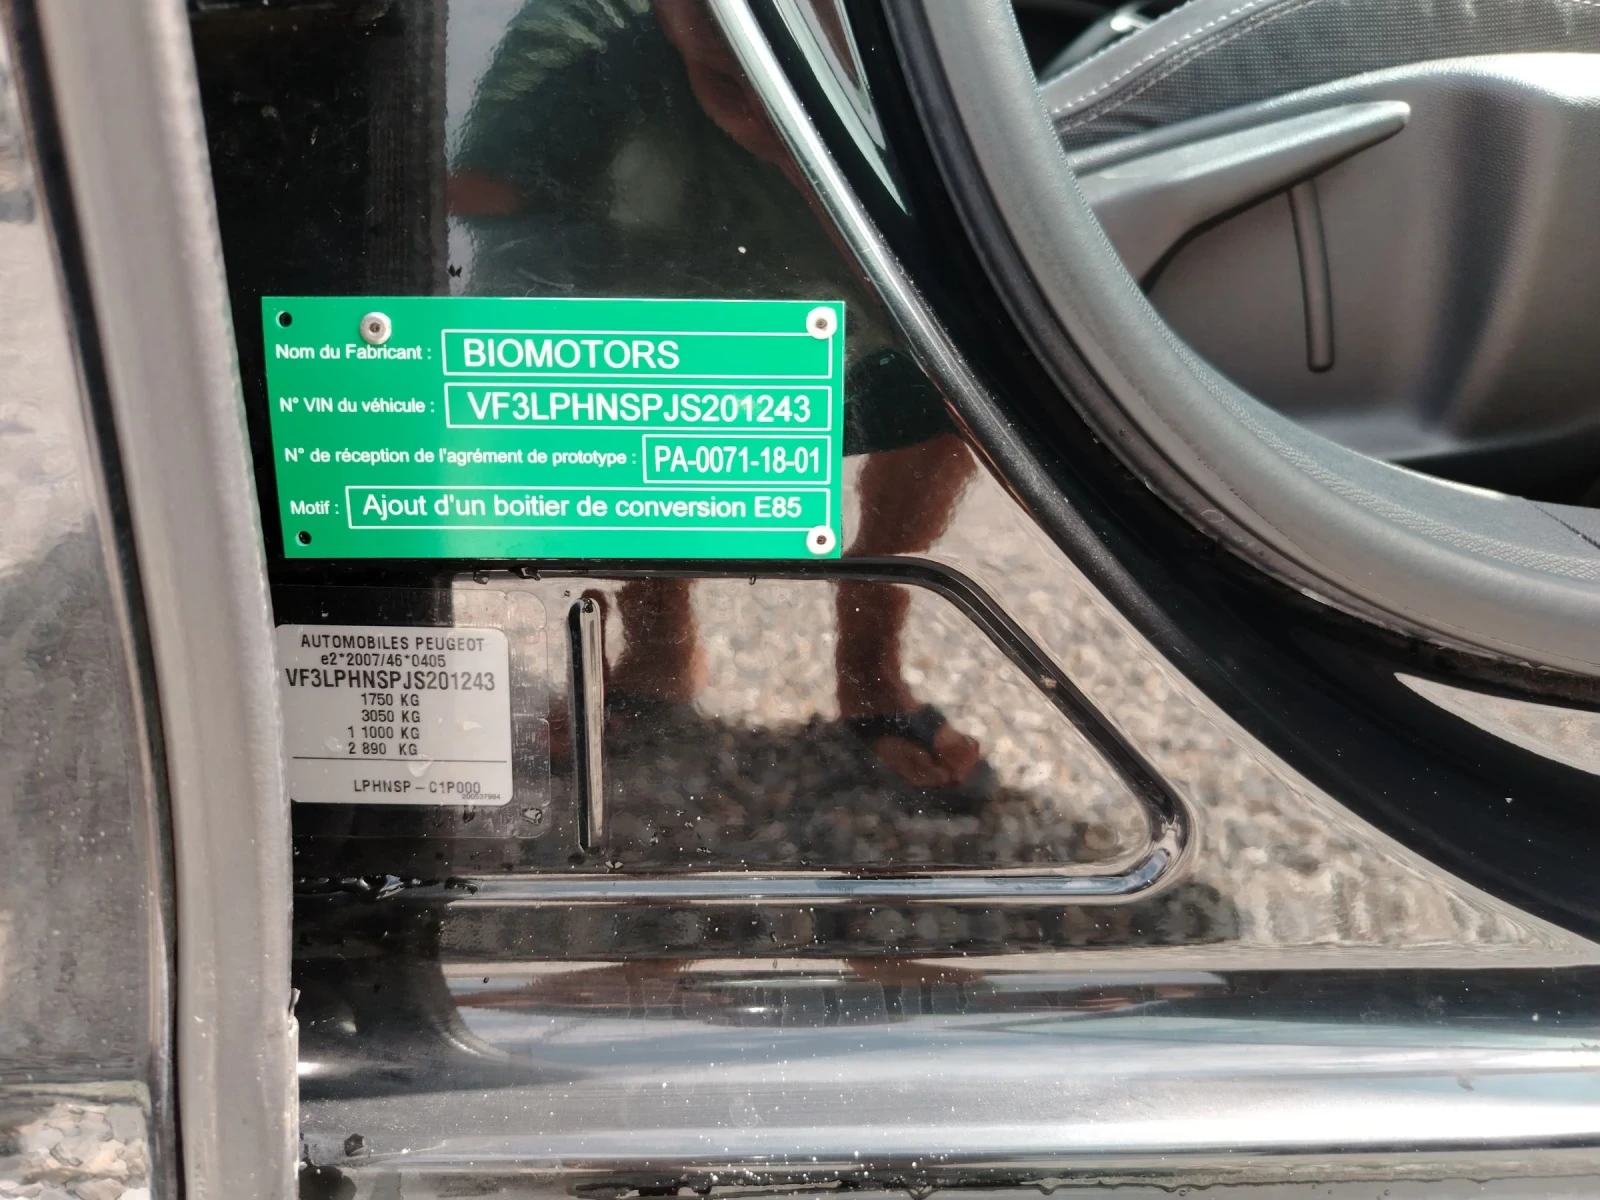 Nom du Fabricant : BIOMOTORS
N° VIN du véhicule : VF3LPHNSPJS201243
N° de réception de l'agrément de prototype : PA-0071-18-01
Motif : Ajout d'un boitier de conversion E85
AUTOMOBILES PEUGEOT
e2*2007/46*0405
VF3LPHNSPJS201243
1750 KG
3050 KG
1 1000 KG
2 890 KG
LPHNSP - C1P000